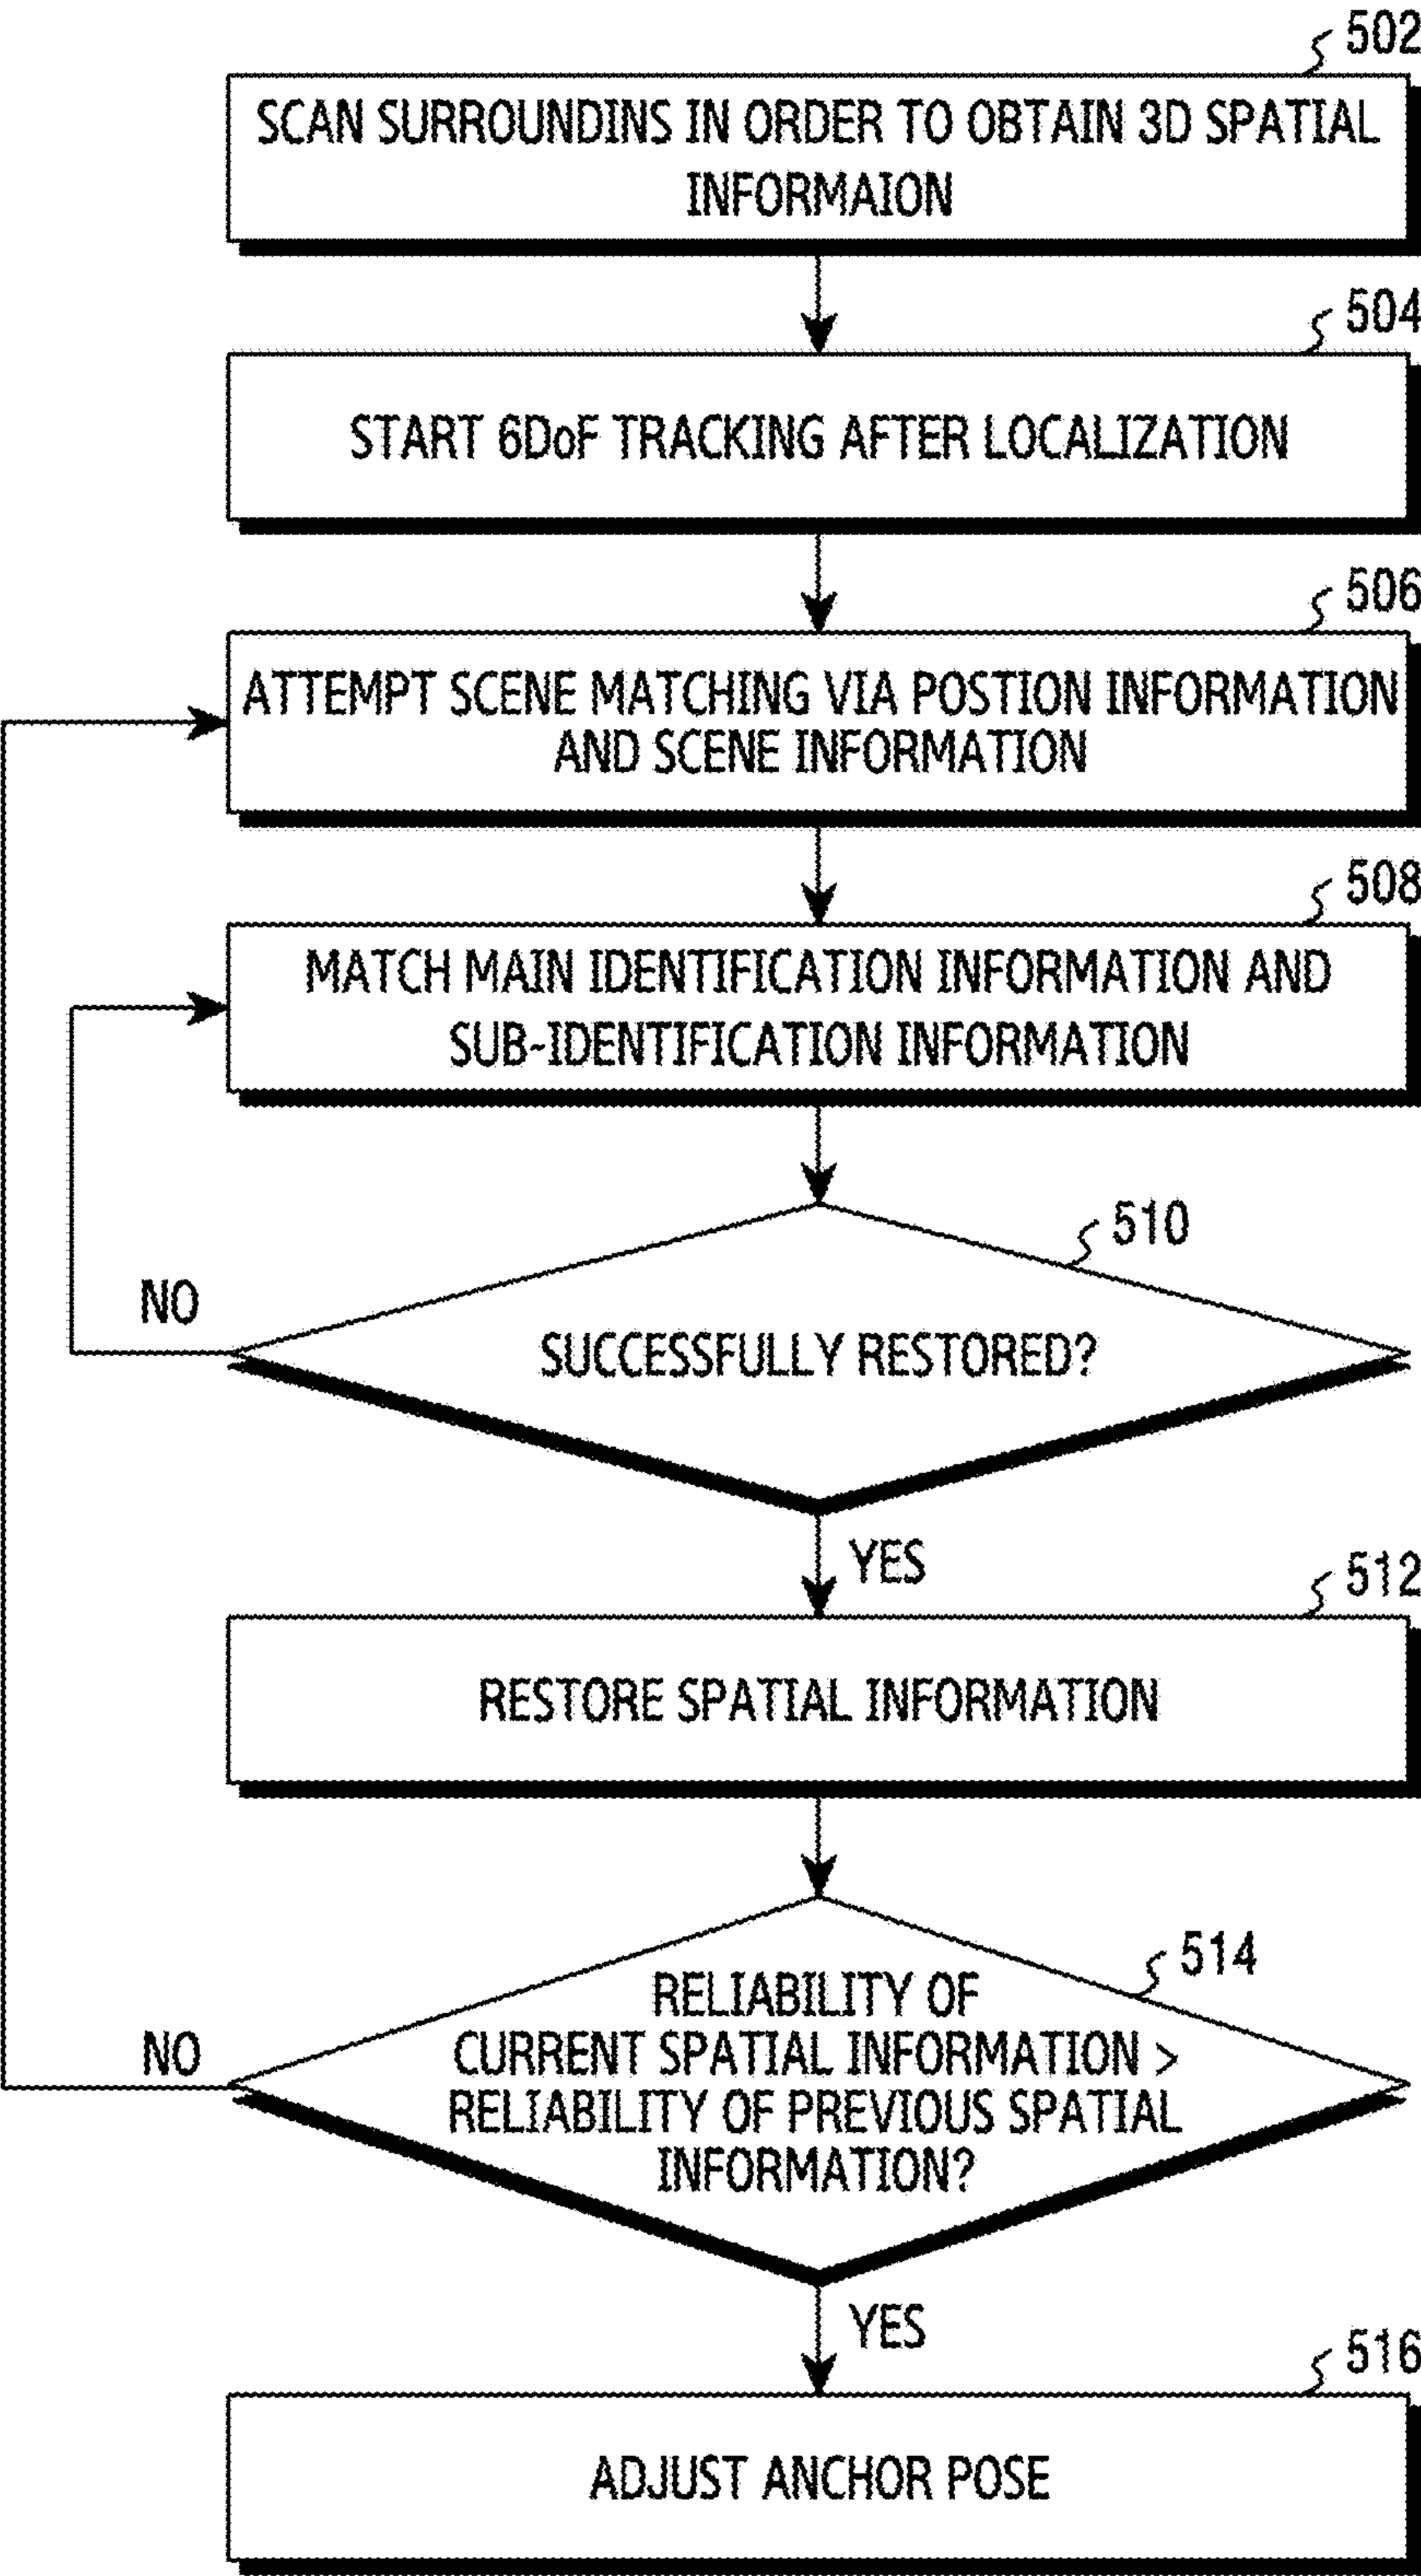 502
SCAN SURROUNDINS IN ORDER TO OBTAIN 3D SPATIAL
INFORMAION
504
START 6DoF TRACKING AFTER LOCALIZATION
506
ATTEMPT SCENE MATCHING VIA POSTION INFORMATION
AND SCENE INFORMATION
508
MATCH MAIN IDENTIFICATION INFORMATION AND
SUB-IDENTIFICATION INFORMATION
510
NO
SUCCESSFULLY RESTORED?
YES
512
RESTORE SPATIAL INFORMATION
514
RELIABILITY OF
NO
CURRENT SPATIAL INFORMATION >
RELIABILITY OF PREVIOUS SPATIAL
INFORMATION?
YES
516
ADJUST ANCHOR POSE